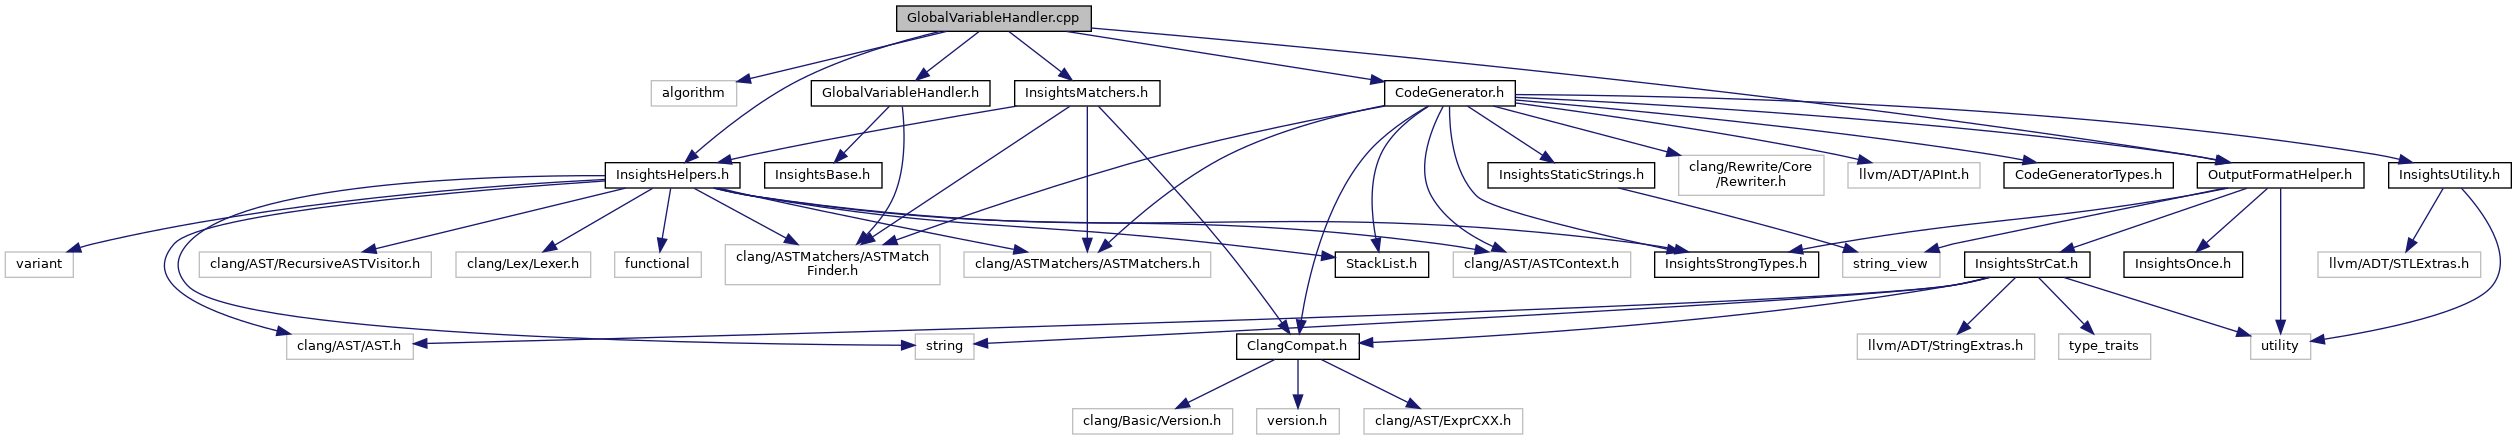 GlobalVariableHandler.cpp
algorithm
GlobalVariableHandler.h
InsightsMatchers.h
CodeGenerator.h
InsightsHelpers.h
InsightsBase.h
InsightsStaticStrings.h
clang/Rewrite/Core
/Rewriter.h
llvm/ADT/APInt.h
CodeGeneratorTypes.h
OutputFormatHelper.h
InsightsUtility.h
variant
clang/AST/RecursiveASTVisitor.h
clang/Lex/Lexer.h
functional
clang/ASTMatchers/ASTMatch
Finder.h
clang/ASTMatchers/ASTMatchers.h
StackList.h
clang/AST/ASTContext.h
InsightsStrongTypes.h
string_view
InsightsStrCat.h
InsightsOnce.h
llvm/ADT/STLExtras.h
clang/AST/AST.h
string
ClangCompat.h
llvm/ADT/StringExtras.h
type_traits
utility
clang/Basic/Version.h
version.h
clang/AST/ExprCXX.h